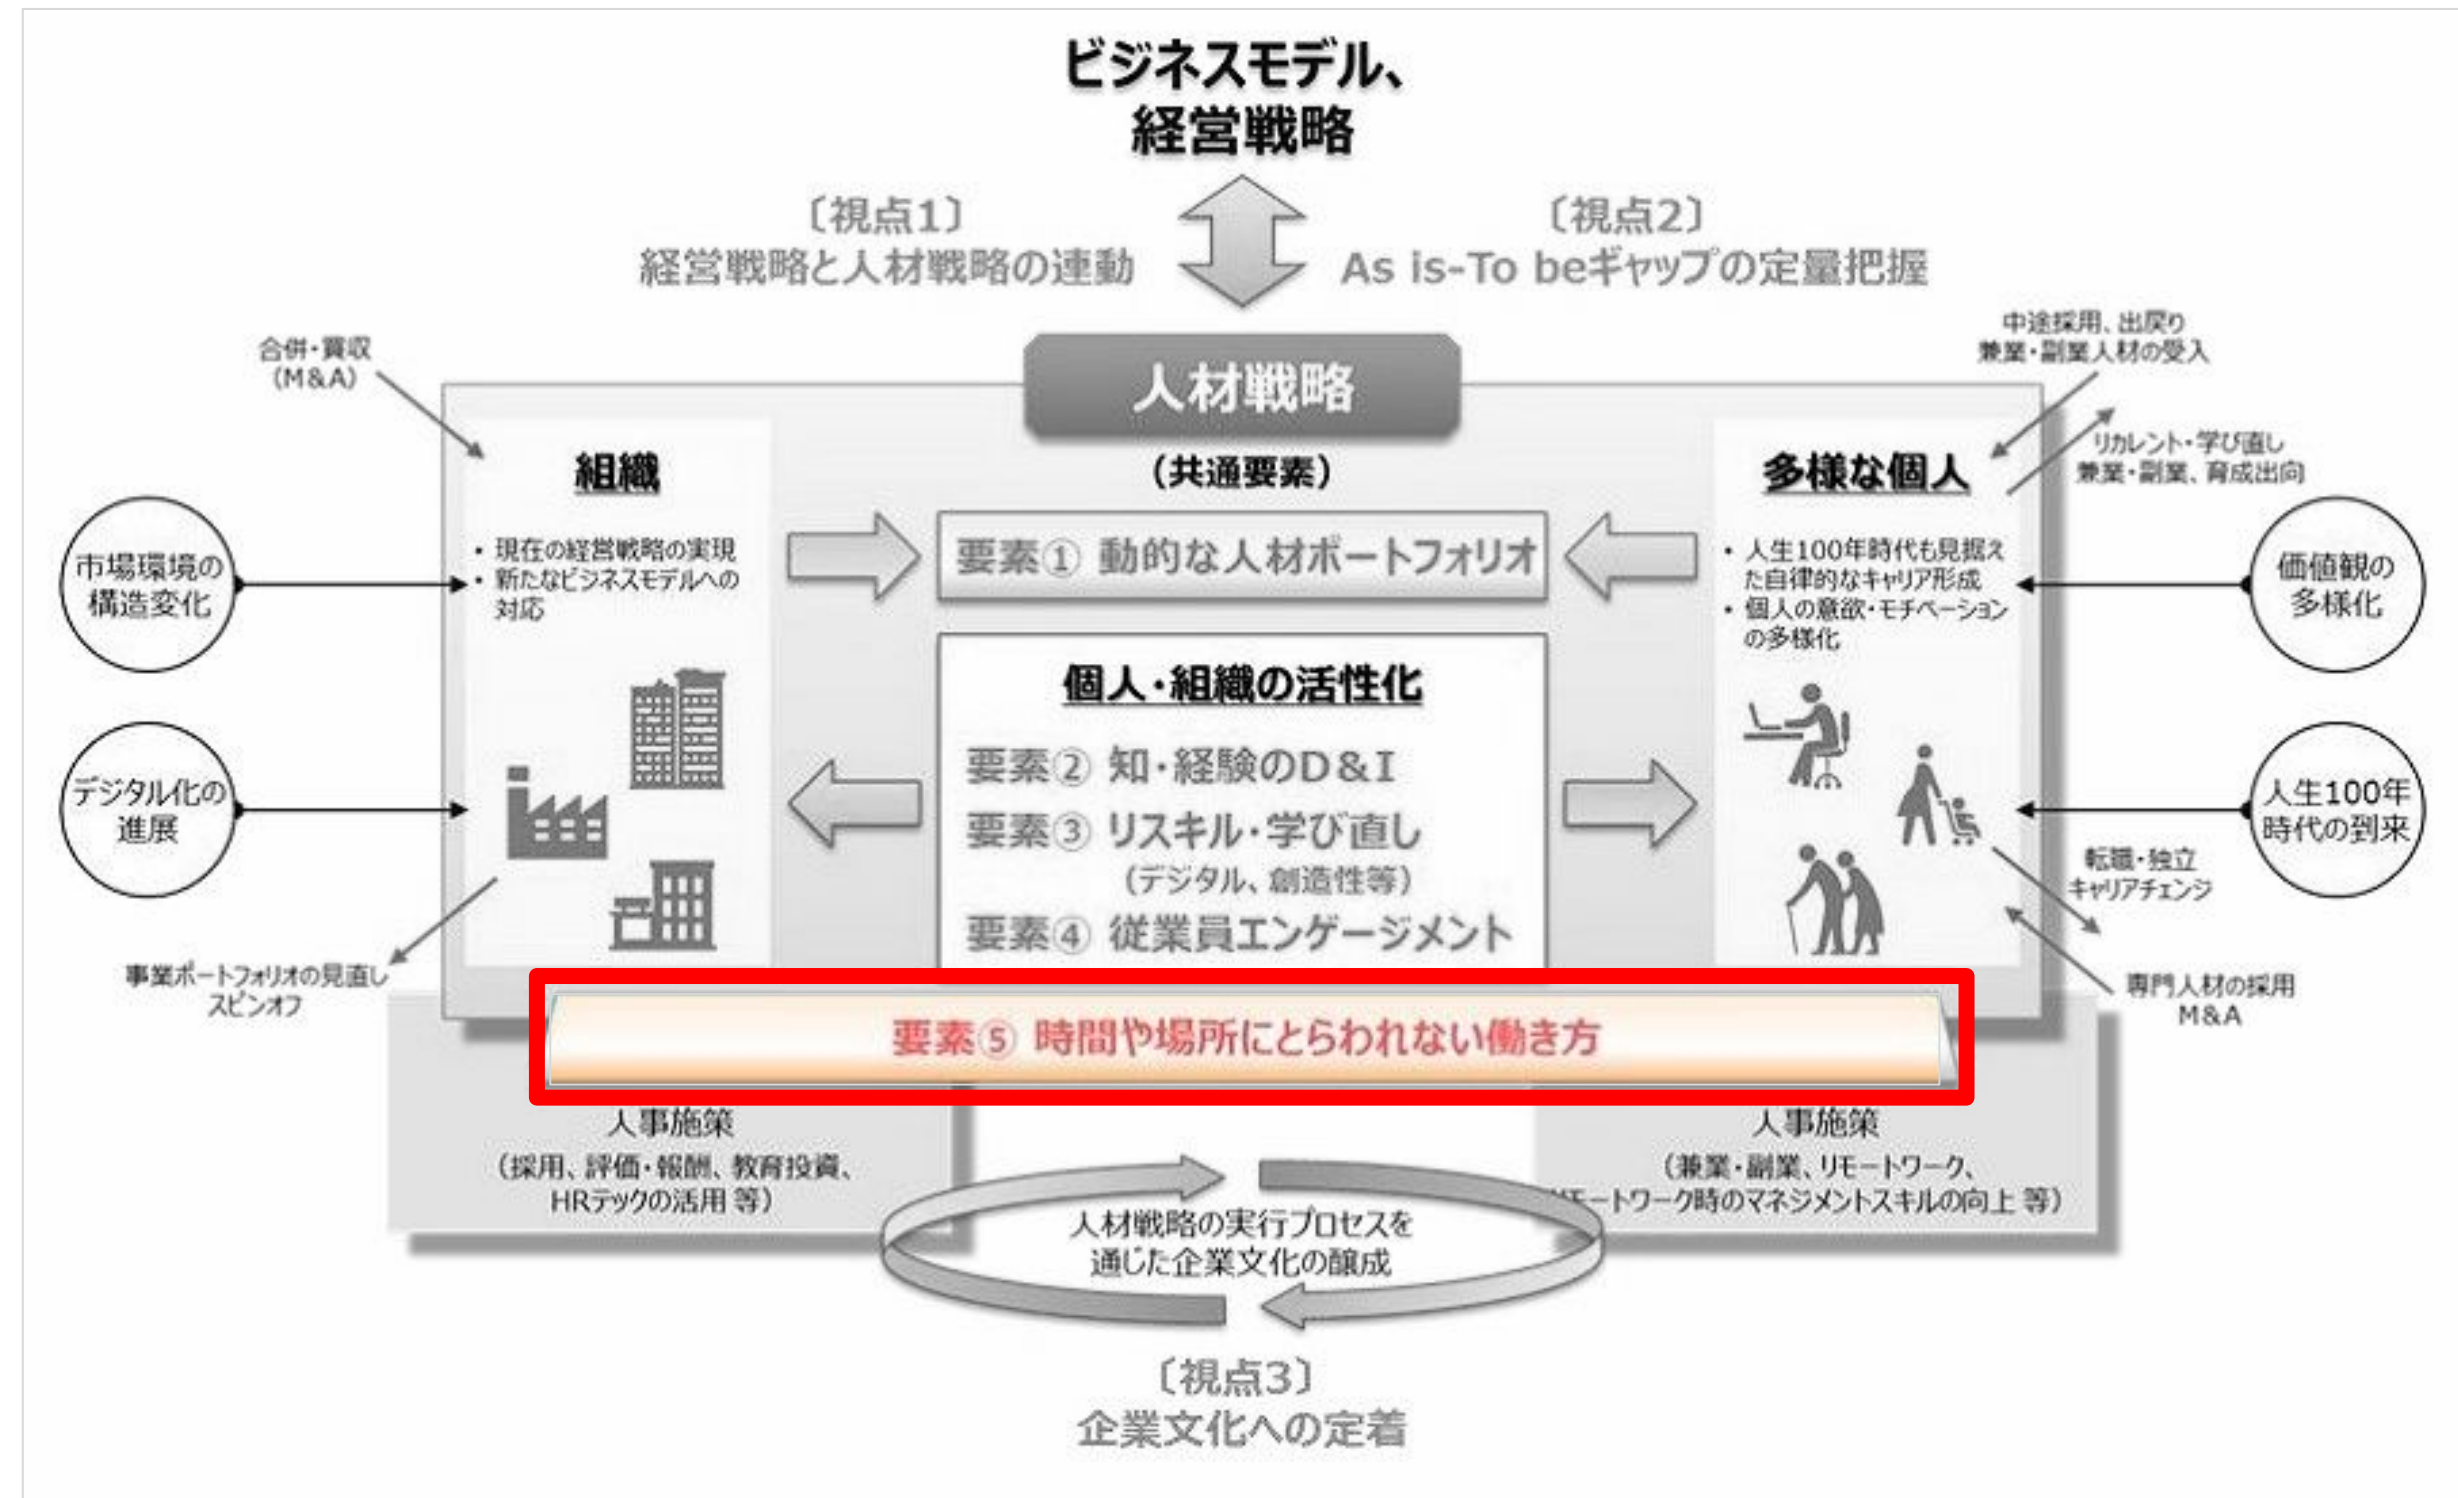 ビジネスモデル、
経営戦略
〔視点1〕
経営戦略と人材戦略の連動
〔視点2〕
As is-To beギャップの定量把握
合併・買収
(M&A)
中途採用、出戻り
兼業・副業人材の受入
人材戦略
リカレント・学び直し
兼業・副業、育成出向
組織
(共通要素)
多様な個人
市場環境の
構造変化
• 現在の経営戦略の実現
• 新たなビジネスモデルへの
対応
要素① 動的な人材ポートフォリオ
• 人生100年時代も見据え
た自律的なキャリア形成
• 個人の意欲・モチベーション
の多様化
価値観の
多様化
個人・組織の活性化
要素② 知・経験のD&I
要素③ リスキル・学び直し
(デジタル、創造性等)
要素④ 従業員エンゲージメント
デジタル化の
進展
人生100年
時代の到来
転職・独立
キャリアチェンジ
事業ポートフォリオの見直し
スピンオフ
専門人材の採用
M&A
要素⑤ 時間や場所にとらわれない働き方
人事施策
(採用、評価・報酬、教育投資、
HRテックの活用 等)
人事施策
(兼業・副業、リモートワーク、
モートワーク時のマネジメントスキルの向上 等)
人材戦略の実行プロセスを
通じた企業文化の醸成
〔視点3〕
企業文化への定着